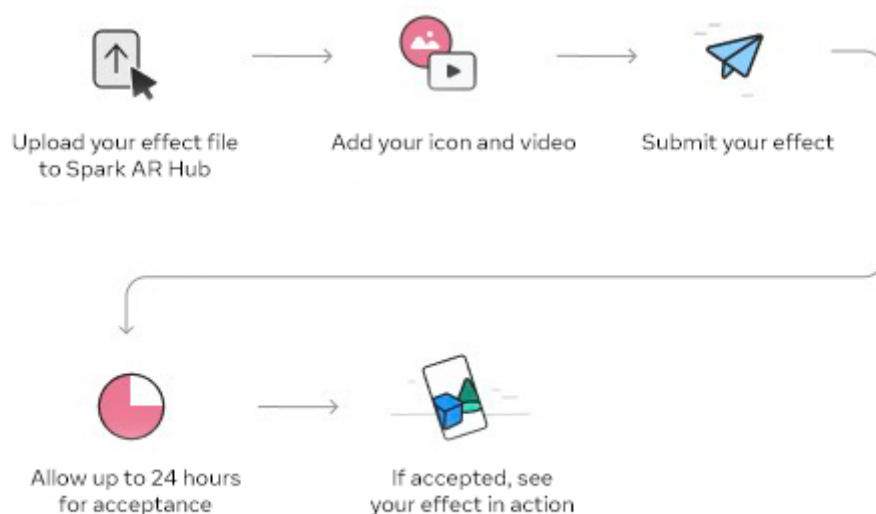 Upload your effect file
to Spark AR Hub
Add your icon and video
Submit your effect
Allow up to 24 hours
for acceptance
If accepted, see
your effect in action